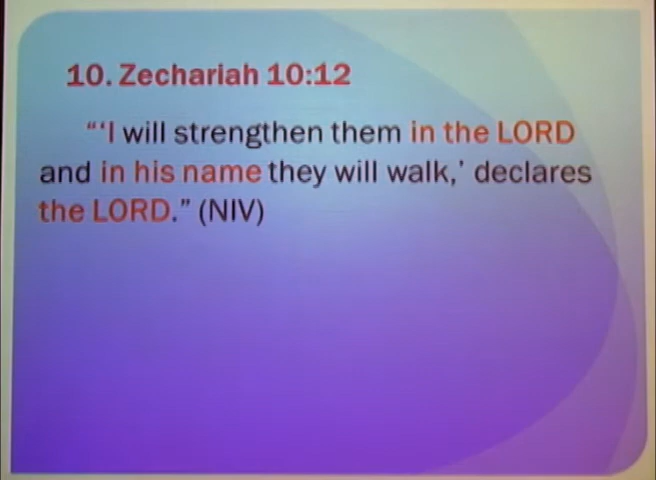 10. Zechariah 10:12
“‘I will strengthen them in the LORD
and in his name they will walk,’ declares
the LORD.” (NIV)